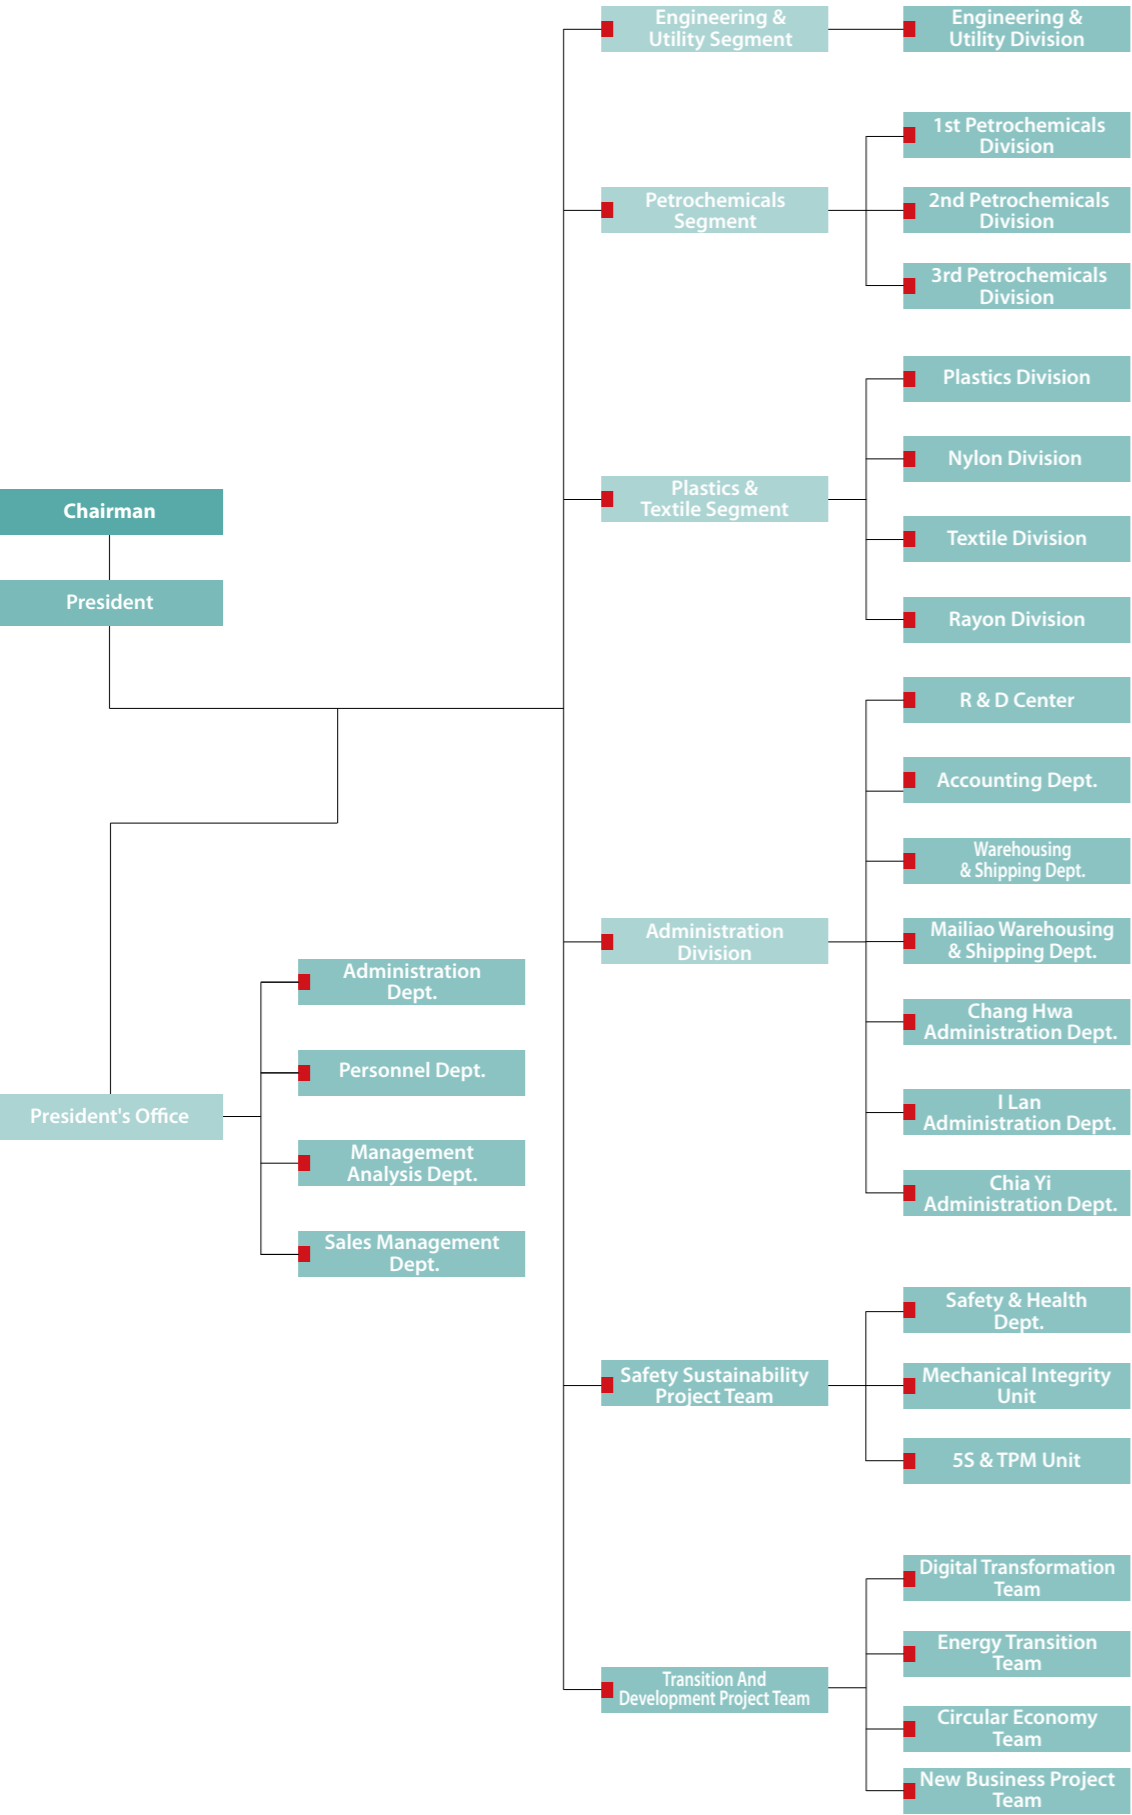 Chairman
President
President's Office
Administration
Dept.
Personnel Dept.
Management
Analysis Dept.
Sales Management
Dept.
Engineering &
Utility Segment
Engineering &
Utility Division
Petrochemicals
Segment
1st Petrochemicals
Division
2nd Petrochemicals
Division
3rd Petrochemicals
Division
Plastics &
Textile Segment
Plastics Division
Nylon Division
Textile Division
Rayon Division
Administration
Division
R & D Center
Accounting Dept.
Warehousing
& Shipping Dept.
Mailiao Warehousing
& Shipping Dept.
Chang Hwa
Administration Dept.
I Lan
Administration Dept.
Chia Yi
Administration Dept.
Safety Sustainability
Project Team
Safety & Health
Dept.
Mechanical Integrity
Unit
5S & TPM Unit
Transition And
Development Project Team
Digital Transformation
Team
Energy Transition
Team
Circular Economy
Team
New Business Project
Team